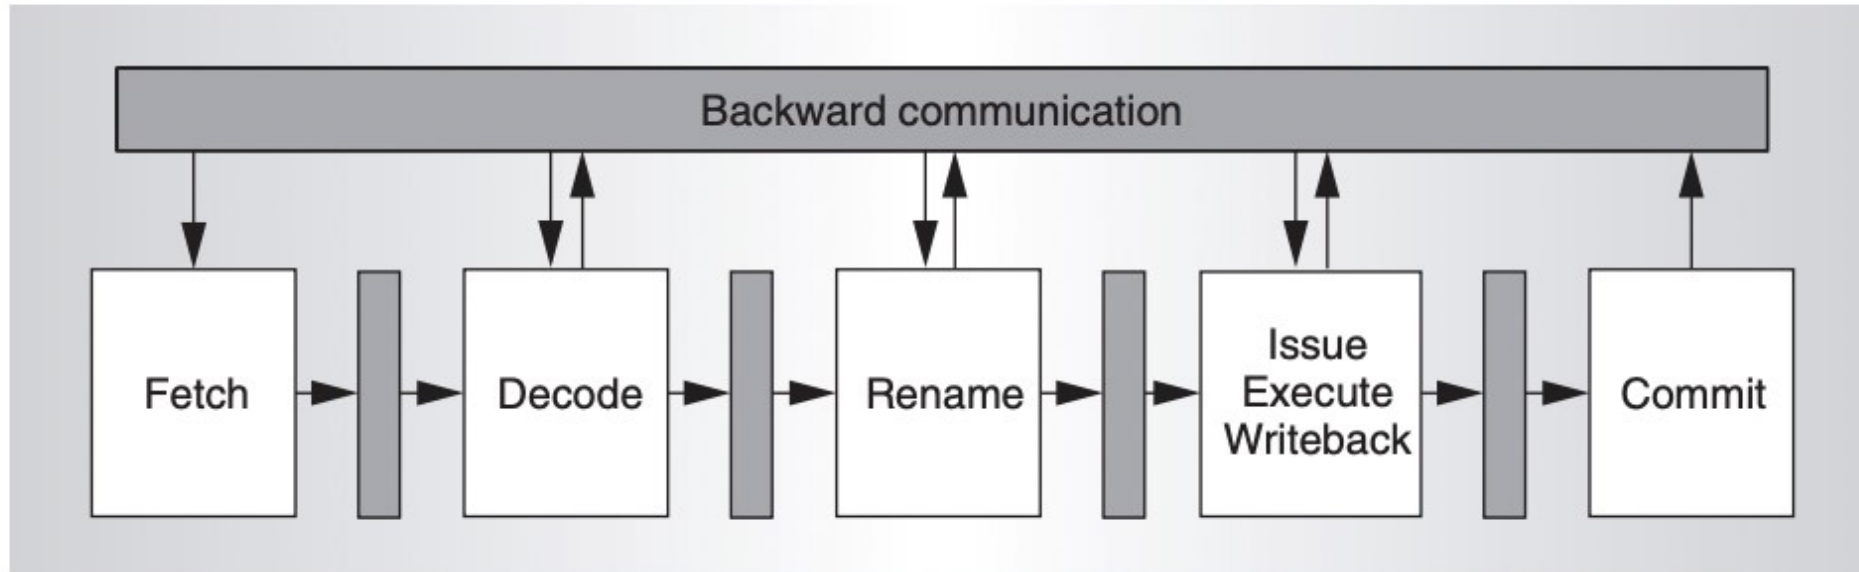 Backward communication
Fetch
Decode
Rename
Issue
Execute
Writeback
Commit